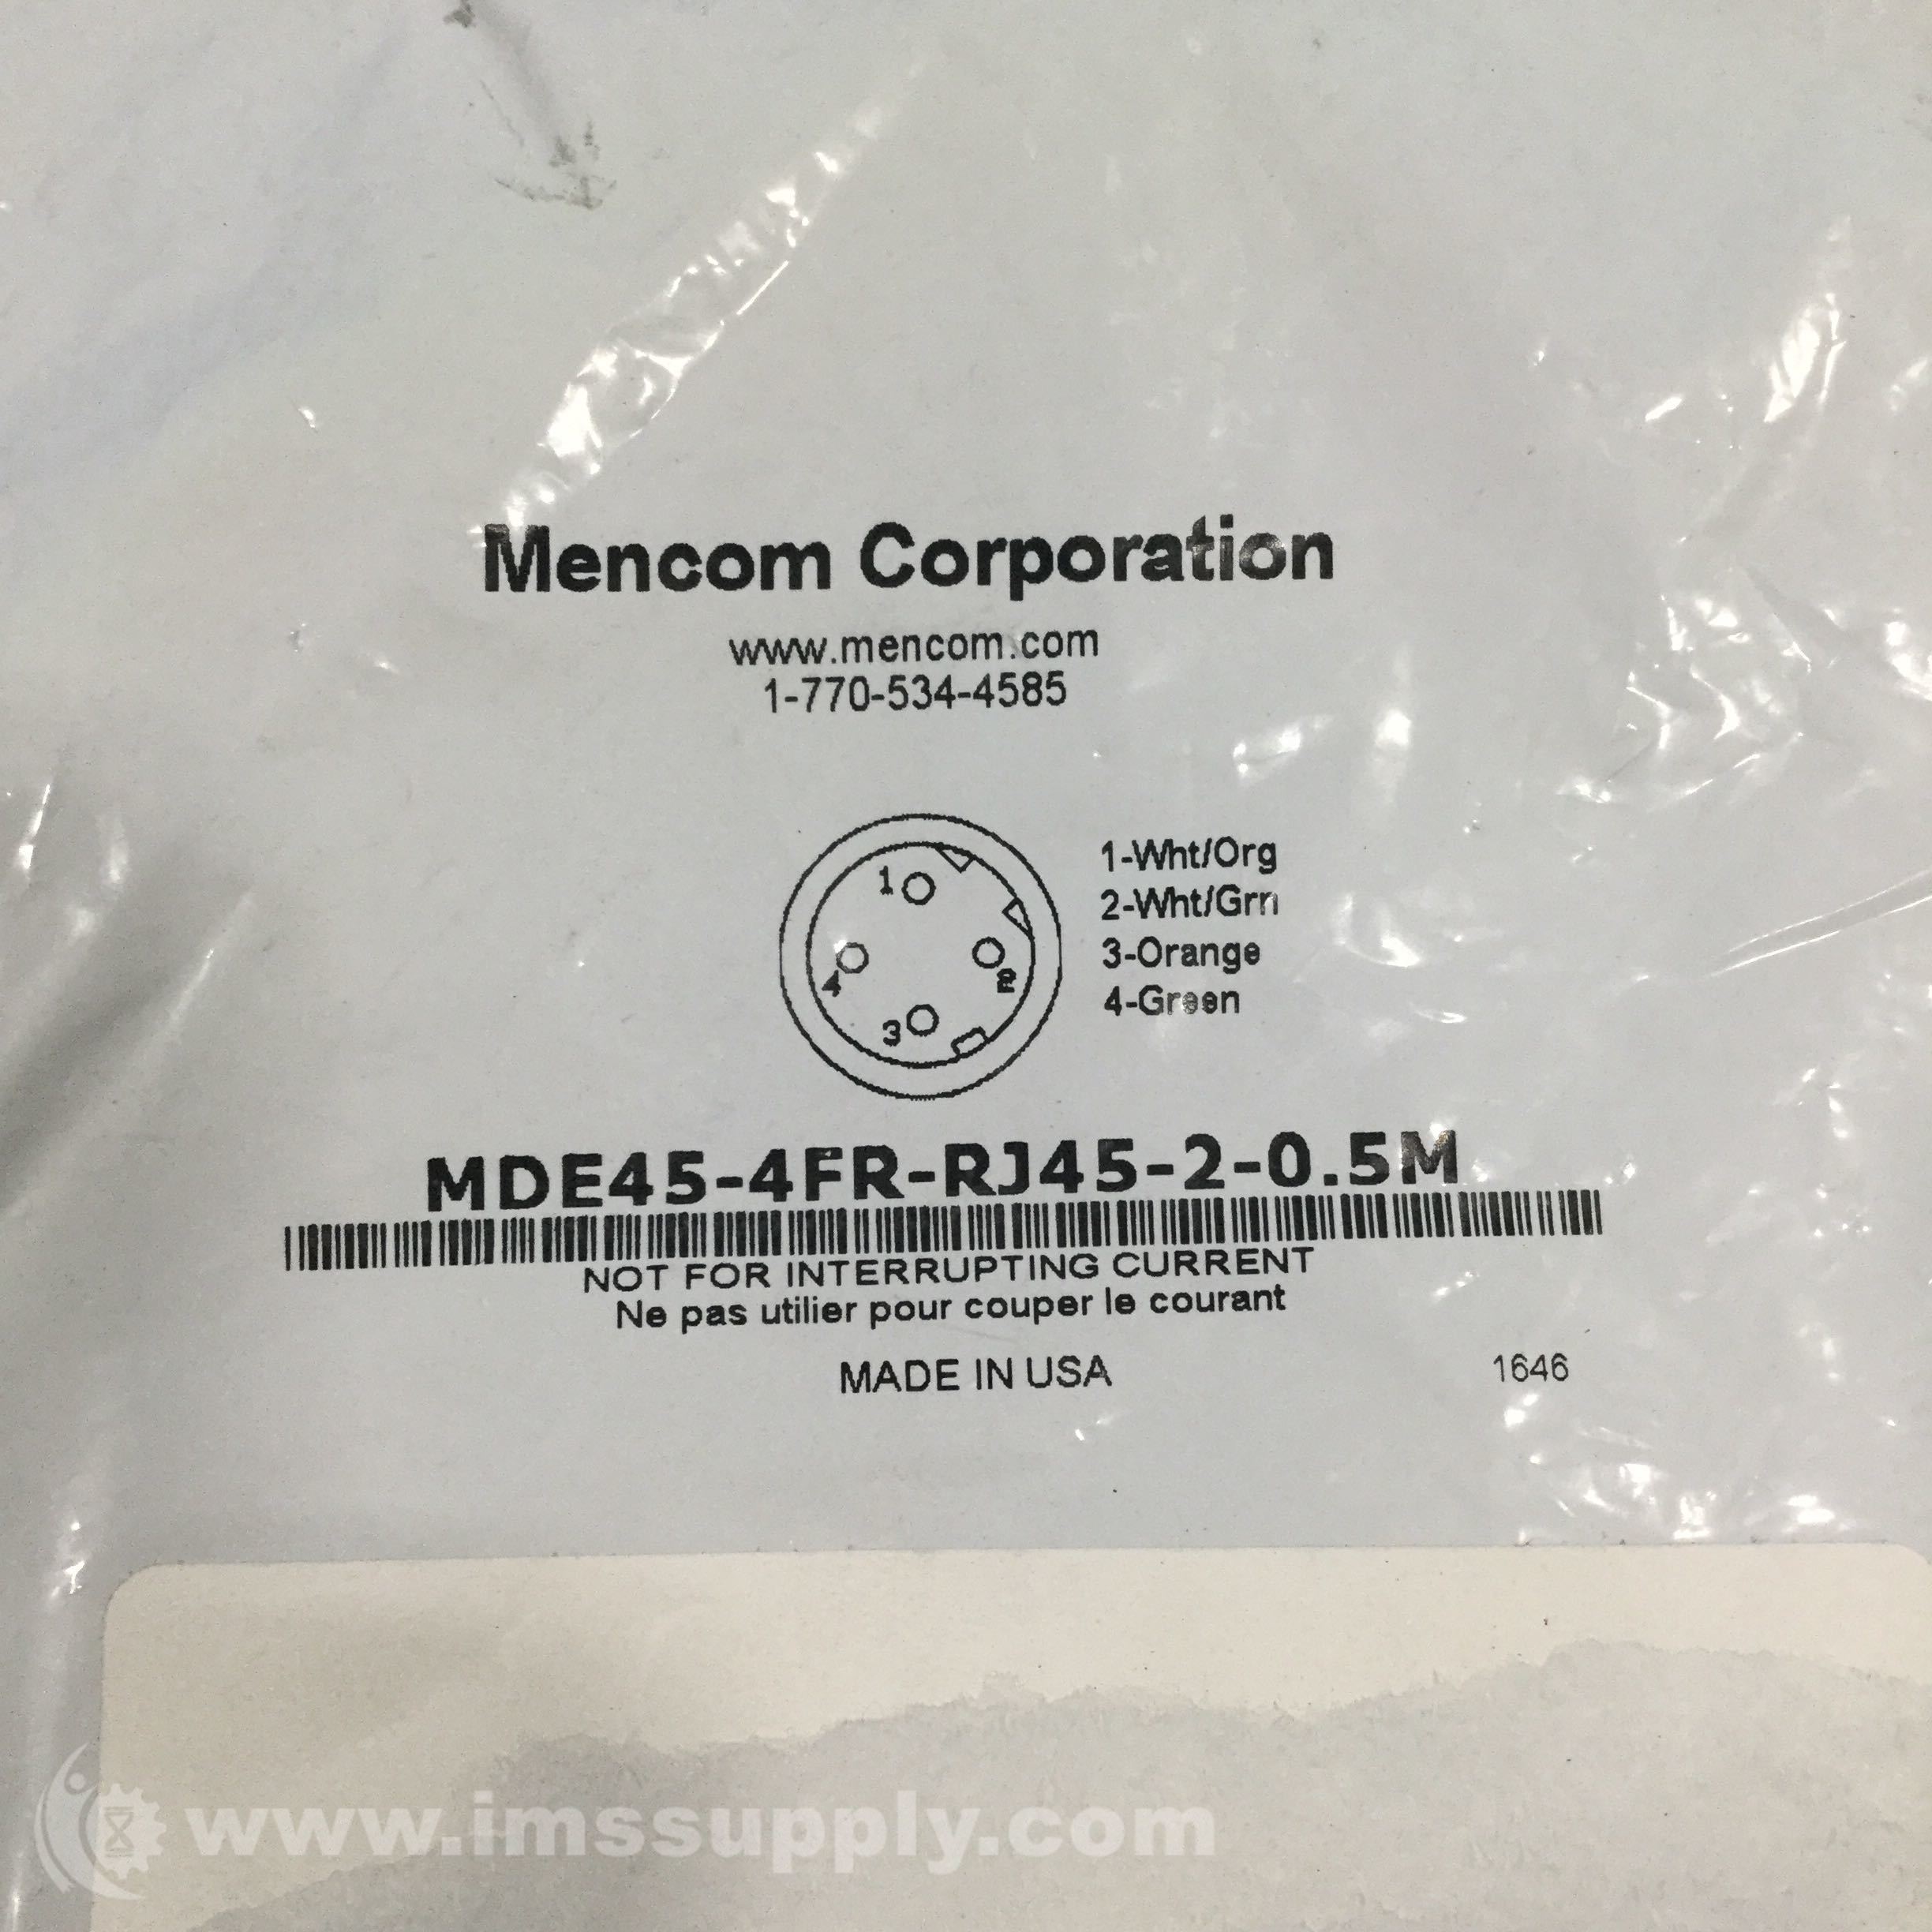 Mencom Corporation
www.mencom.com
1-770-534-4585
1
2
3
4
1-Wht/Org
2-Wht/Grn
3-Orange
4-Green
MDE45-4FR-RJ45-2-0.5M
NOT FOR INTERRUPTING CURRENT
Ne pas utilier pour couper le courant
MADE IN USA
1646
www.imssupply.com